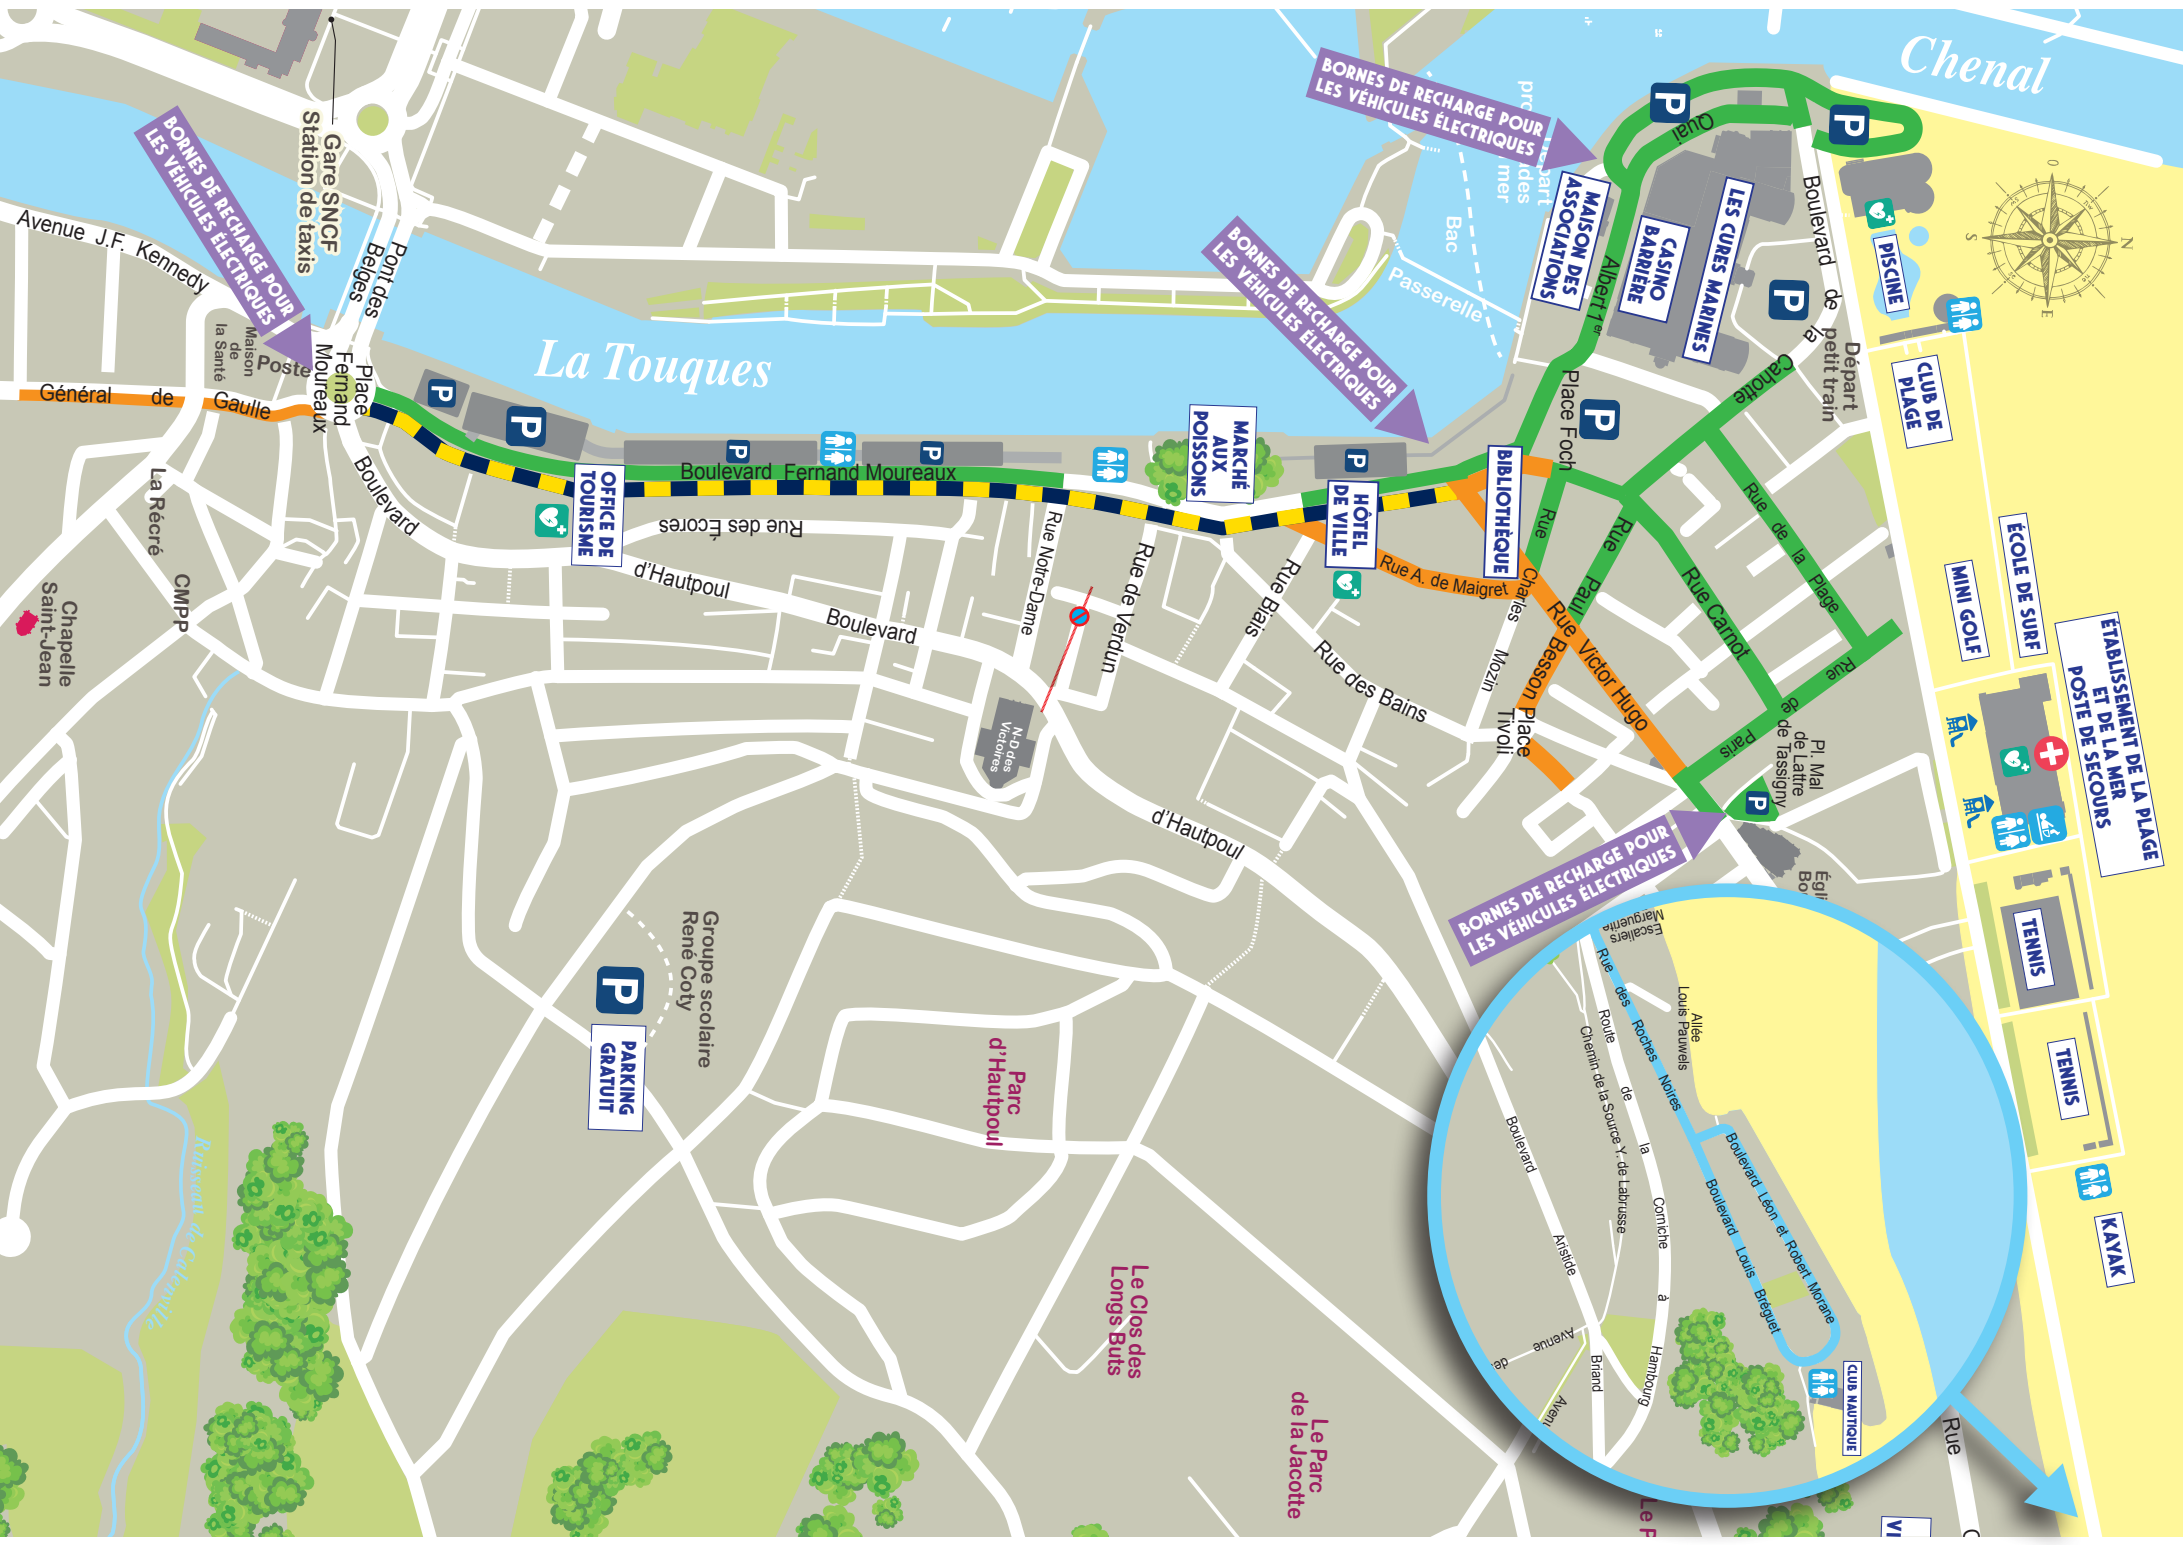 Chenal
O
N
S
E
BORNES DE RECHARGE POUR
LES VÉHICULES ÉLECTRIQUES
BORNES DE RECHARGE POUR
LES VÉHICULES ÉLECTRIQUES
BORNES DE RECHARGE POUR
LES VÉHICULES ÉLECTRIQUES
BORNES DE RECHARGE POUR
LES VÉHICULES ÉLECTRIQUES
Gare SNCF
Station de taxis
Pont des
Belges
Avenue J.F. Kennedy
Maison
de
la Santé
Poste
Place
Fernand
Moureaux
Général de Gaulle
La Touques
Bac
Passerelle
MAISON DES
ASSOCIATIONS
CASINO
BARRIÈRE
LES CURES MARINES
Quai
Albert 1er
Boulevard de la
Cahotte
PISCINE
Départ
petit train
CLUB DE
PLAGE
P
P
P
P
P
P
P
P
P
P
P
Place Foch
MARCHÉ
AUX
POISSONS
BIBLIOTHÈQUE
HÔTEL
DE VILLE
OFFICE DE
TOURISME
Boulevard Fernand Moureaux
Rue des Écores
Boulevard
d'Hautpoul
Boulevard
d'Hautpoul
Rue Notre-Dame
Rue de Verdun
Rue Biais
Rue des Bains
Rue A. de Maigret
Rue
Charles
Mozin
Rue
Paul
Besson
Rue Victor Hugo
Place
Tivoli
Rue Carnot
Rue de la Plage
Rue
de
Paris
Pl. Mal
de Lattre
de Tassigny
ÉCOLE DE SURF
MINI GOLF
ÉTABLISSEMENT DE LA PLAGE
ET DE LA MER
POSTE DE SECOURS
TENNIS
TENNIS
KAYAK
La Récré
CMPP
Chapelle
Saint-Jean
N-D des
Victoires
Groupe scolaire
René Coty
PARKING
GRATUIT
Parc
d'Hautpoul
Le Clos des
Longs Buts
Le Parc
de la Jacotte
Ruisseau de Callenville
Escaliers
Marguerite
Rue des Roches Noires
Allée
Louis Pauwels
Route de la Corniche à Hambourg
Chemin de la Source Y. de Labrusse
Boulevard Léon et Robert Morane
Boulevard Louis Bréguet
Boulevard Aristide Briand
Avenue de
CLUB NAUTIQUE
Rue